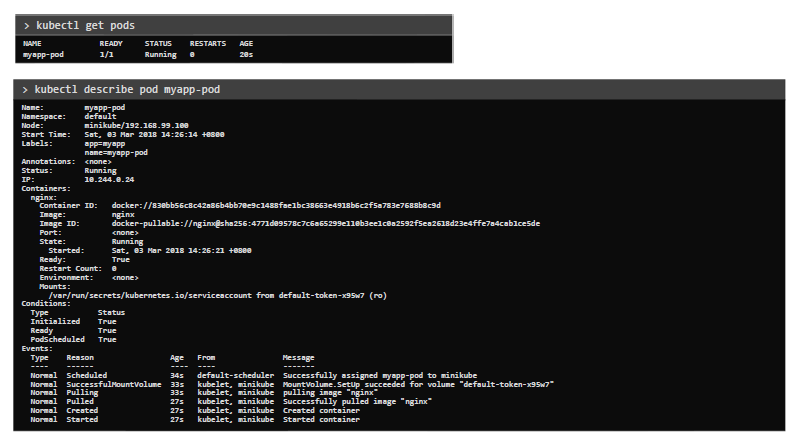 > kubectl get pods
NAME READY STATUS RESTARTS AGE
myapp-pod 1/1 Running 0 20s
> kubectl describe pod myapp-pod
Name: myapp-pod
Namespace: default
Node: minikube/192.168.99.100
Start Time: Sat, 03 Mar 2018 14:26:14 +0800
Labels: app=myapp
name=myapp-pod
Annotations: <none>
Status: Running
IP: 10.244.0.24
Containers:
nginx:
Container ID: docker://830bb56c8c42a86b4bb70e9c1488fae1bc38663e4918b6c2f5a783e7688b8c9d
Image: nginx
Image ID: docker-pullable://nginx@sha256:4771d09578c7c6a65299e110b3ee1c0a2592f5ea2618d23e4ffe7a4cab1ce5de
Port: <none>
State: Running
Started: Sat, 03 Mar 2018 14:26:21 +0800
Ready: True
Restart Count: 0
Environment: <none>
Mounts:
/var/run/secrets/kubernetes.io/serviceaccount from default-token-x95w7 (ro)
Conditions:
Type Status
Initialized True
Ready True
PodScheduled True
Events:
Type Reason Age From Message
---- ------ ---- ---- -------
Normal Scheduled 34s default-scheduler Successfully assigned myapp-pod to minikube
Normal SuccessfulMountVolume 33s kubelet, minikube MountVolume.SetUp succeeded for volume "default-token-x95w7"
Normal Pulling 33s kubelet, minikube pulling image "nginx"
Normal Pulled 27s kubelet, minikube Successfully pulled image "nginx"
Normal Created 27s kubelet, minikube Created container
Normal Started 27s kubelet, minikube Started container